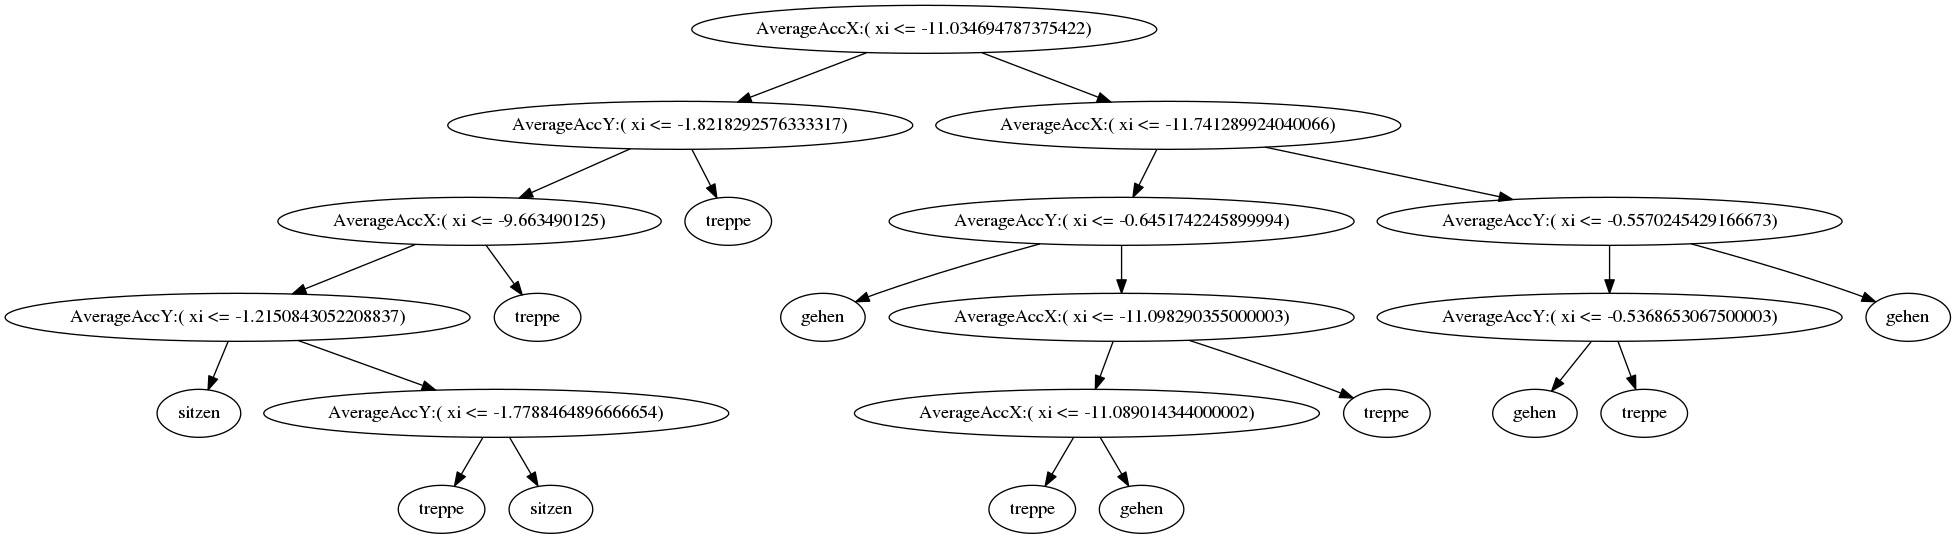 AverageAccX:( xi <= -11.034694787375422)
AverageAccY:( xi <= -1.8218292576333317)
AverageAccX:( xi <= -11.741289924040066)
AverageAccX:( xi <= -9.663490125)
treppe
AverageAccY:( xi <= -0.6451742245899994)
AverageAccY:( xi <= -0.5570245429166673)
AverageAccY:( xi <= -1.2150843052208837)
treppe
gehen
AverageAccX:( xi <= -11.098290355000003)
AverageAccY:( xi <= -0.5368653067500003)
gehen
sitzen
AverageAccY:( xi <= -1.7788464896666654)
AverageAccX:( xi <= -11.089014344000002)
treppe
gehen
treppe
treppe
sitzen
treppe
gehen